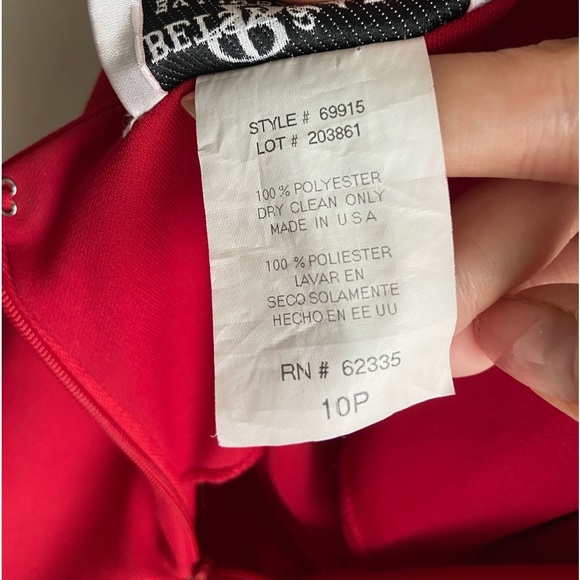 STYLE # 69915
LOT # 203861
100 % POLYESTER
DRY CLEAN ONLY
MADE IN U S A
100 % POLIESTER
LAVAR EN
SECO SOLAMENTE
HECHO EN EE UU
RN # 62335
10P